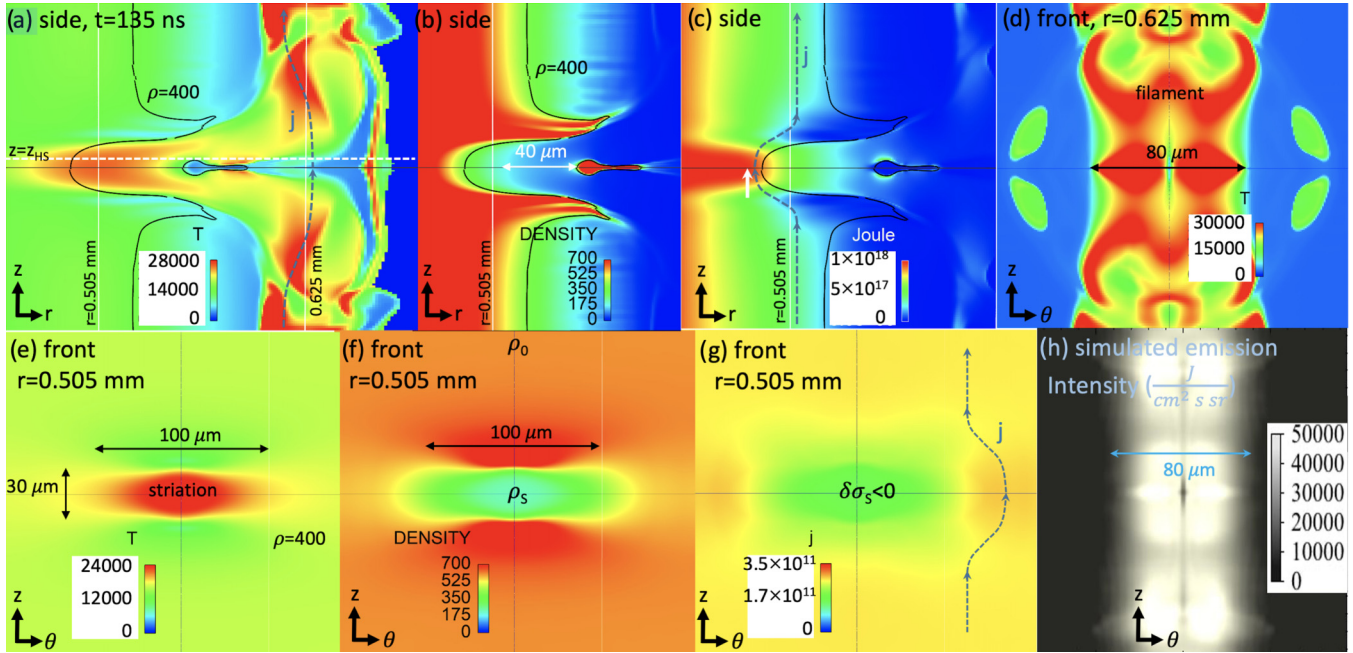 (a) side, t=135 ns
ρ=400
j
z=z_HS
r=0.505 mm
0.625 mm
T
28000
14000
0
z
r
(b) side
ρ=400
40 μm
r=0.505 mm
DENSITY
700
525
350
175
0
z
r
(c) side
j
r=0.505 mm
Joule
1×10^18
5×10^17
0
z
r
(d) front, r=0.625 mm
filament
80 μm
T
30000
15000
0
z
θ
(e) front
r=0.505 mm
100 μm
30 μm
striation
T
ρ=400
24000
12000
0
z
θ
(f) front
ρ_0
r=0.505 mm
100 μm
ρ_S
DENSITY
700
525
350
175
0
z
θ
(g) front
r=0.505 mm
j
δσ_S<0
j
3.5×10^11
1.7×10^11
0
z
θ
(h) simulated emission
Intensity (J/cm^2 s sr)
50000
40000
30000
20000
10000
0
80 μm
z
θ